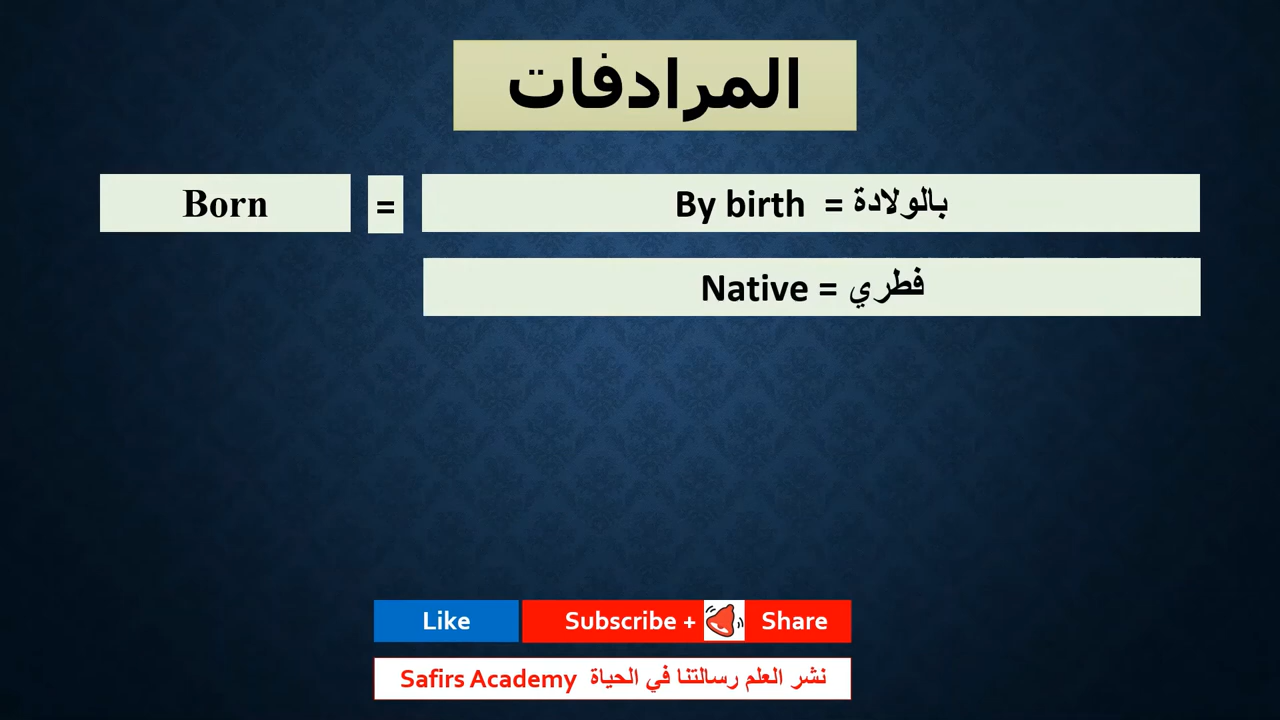 المرادفات
Born = By birth = بالولادة
Native = فطري
Like Subscribe + Share
Safirs Academy نشر العلم رسالتنا في الحياة